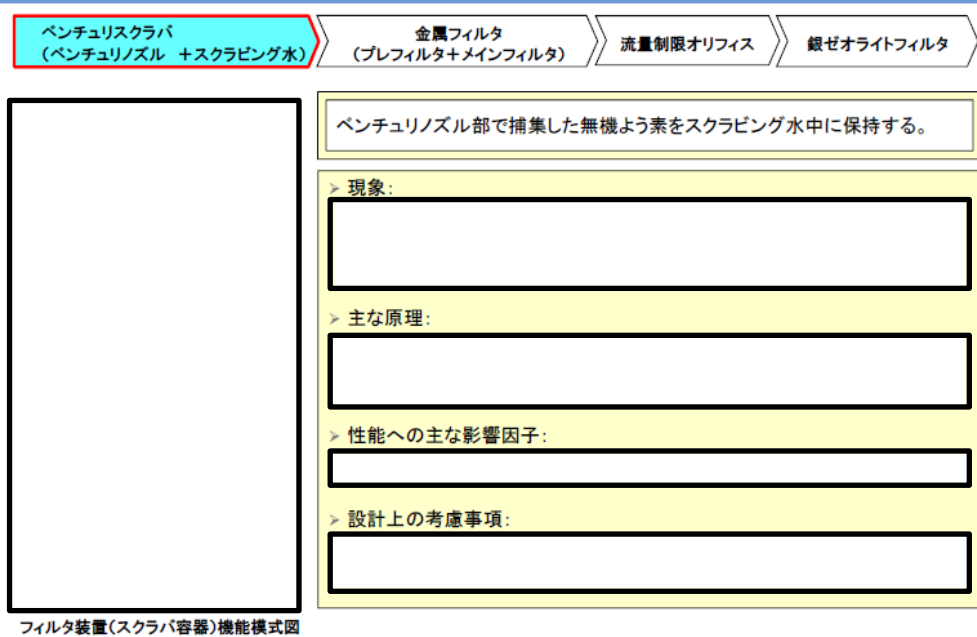 ベンチュリスクラバ
(ベンチュリノズル +スクラビング水)
金属フィルタ
(プレフィルタ+メインフィルタ)
流量制限オリフィス
銀ゼオライトフィルタ
ベンチュリノズル部で捕集した無機よう素をスクラビング水中に保持する。
➢ 現象:
➢ 主な原理:
➢ 性能への主な影響因子:
➢ 設計上の考慮事項:
フィルタ装置(スクラバ容器)機能模式図